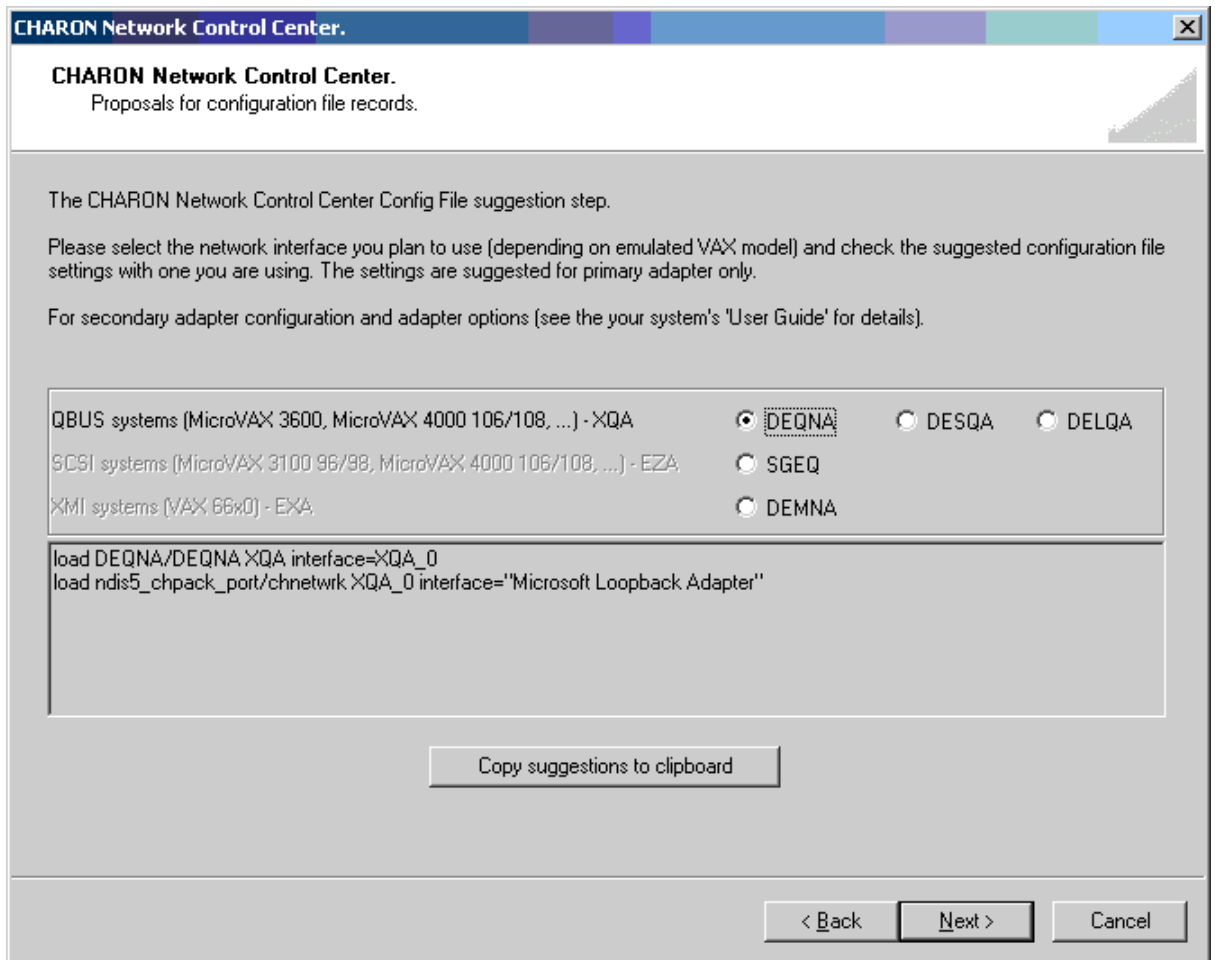 CHARON Network Control Center.
CHARON Network Control Center.
Proposals for configuration file records.
The CHARON Network Control Center Config File suggestion step.
Please select the network interface you plan to use (depending on emulated VAX model) and check the suggested configuration file
settings with one you are using. The settings are suggested for primary adapter only.
For secondary adapter configuration and adapter options (see the your system's 'User Guide' for details).
QBUS systems (MicroVAX 3600, MicroVAX 4000 106/108, ...) - XQA DEQNA DESQA DELQA
SCSI systems (MicroVAX 3100 96/98, MicroVAX 4000 106/108, ...) - EZA SGEQ
XMI systems (VAX 66x0) - EXA DEMNA
load DEQNA/DEQNA XQA interface=XQA_0
load ndis5_chpack_port/chnetwrk XQA_0 interface="Microsoft Loopback Adapter"
Copy suggestions to clipboard
< Back Next > Cancel